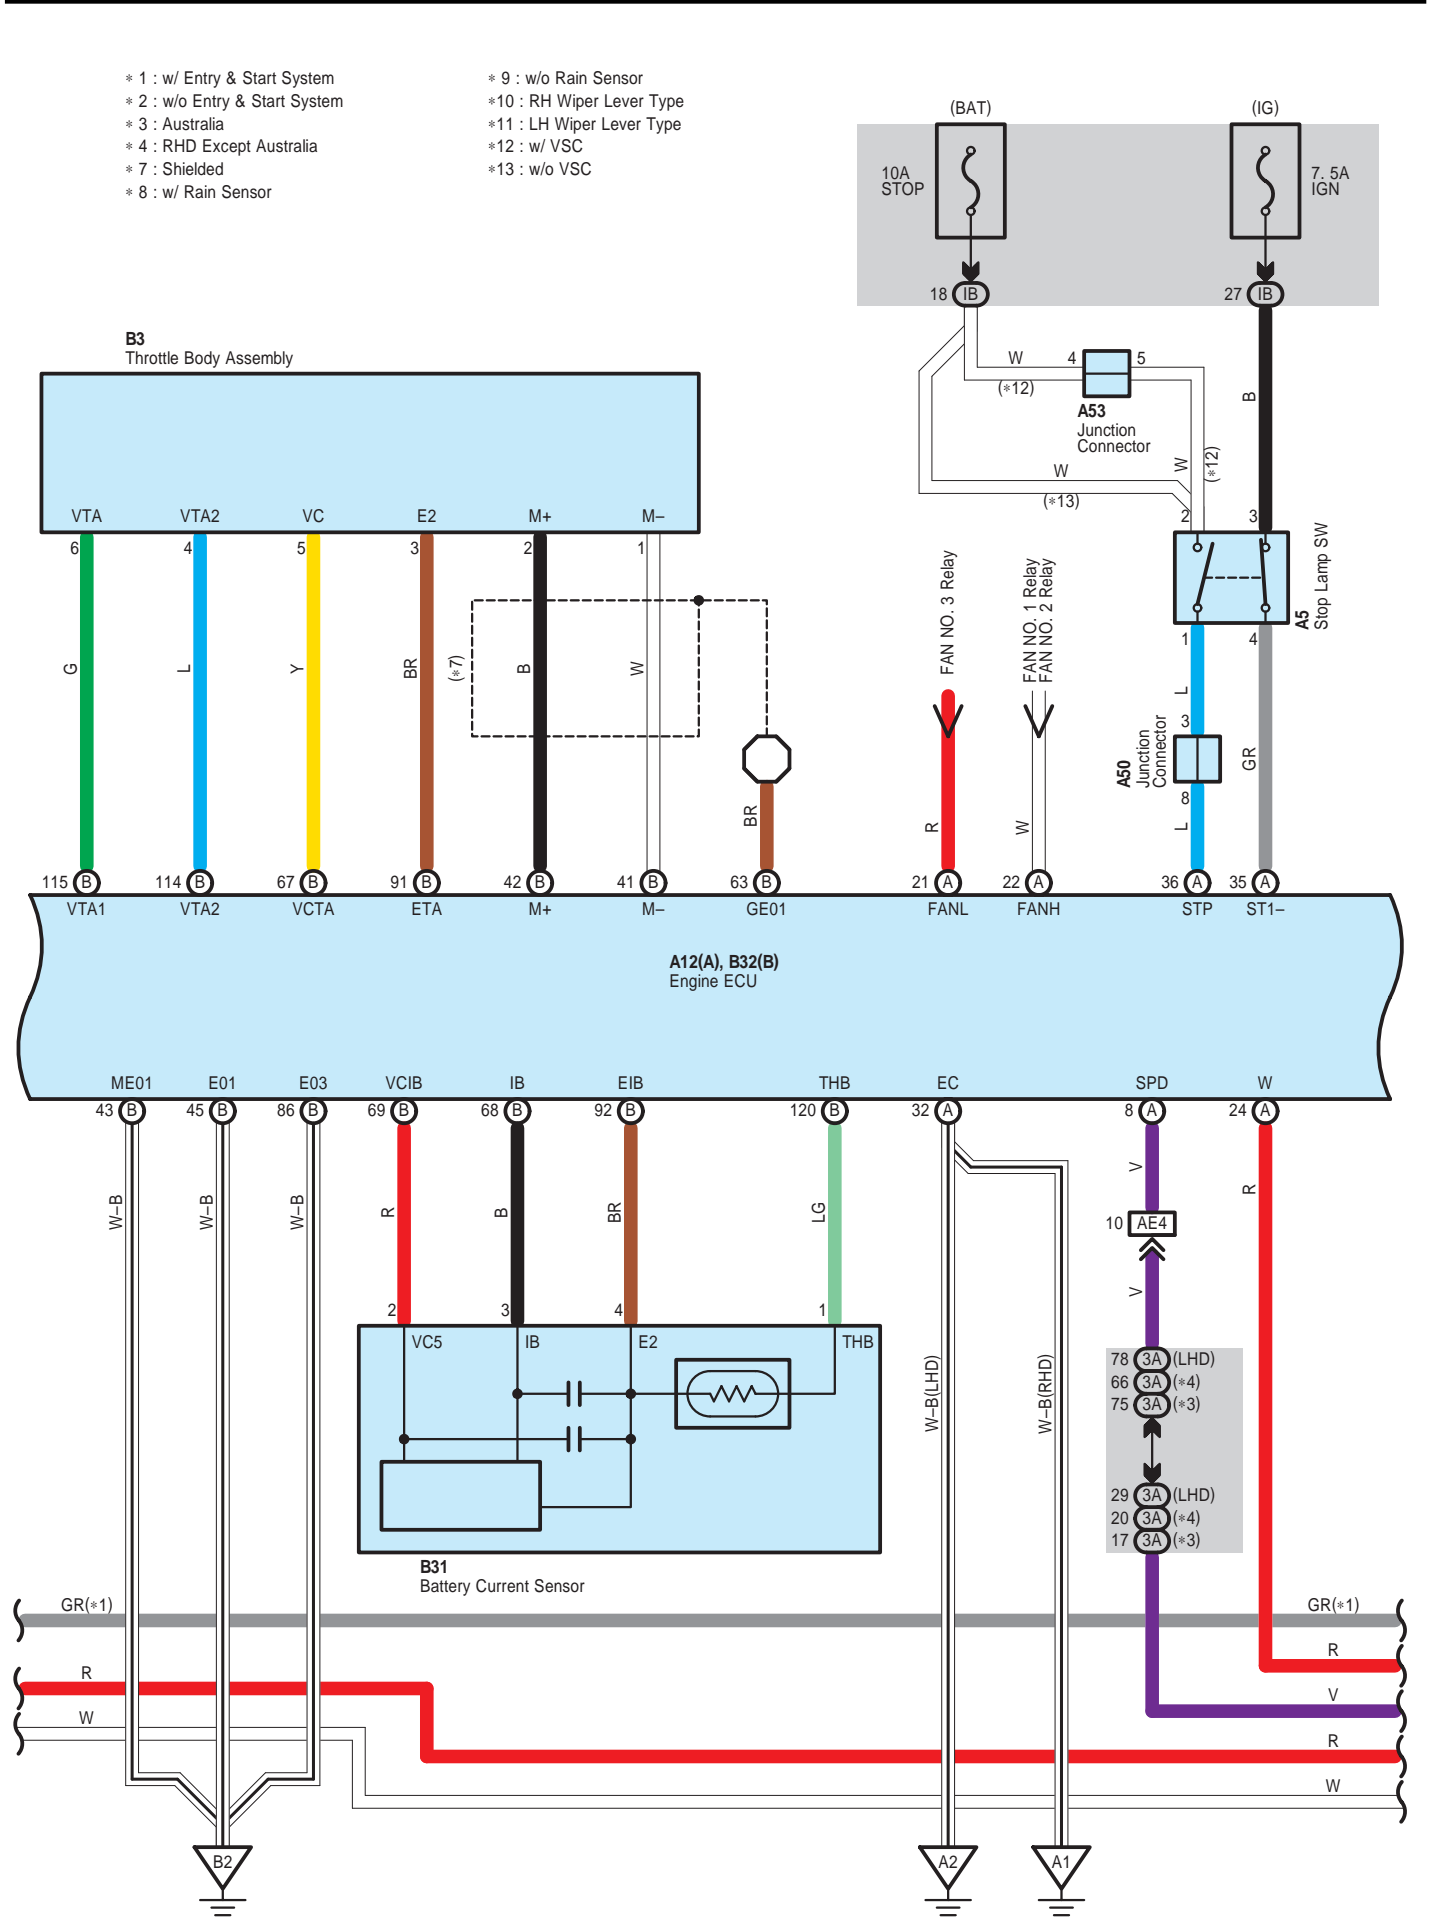 * 1 : w/ Entry & Start System
* 2 : w/o Entry & Start System
* 3 : Australia
* 4 : RHD Except Australia
* 7 : Shielded
* 8 : w/ Rain Sensor
* 9 : w/o Rain Sensor
*10 : RH Wiper Lever Type
*11 : LH Wiper Lever Type
*12 : w/ VSC
*13 : w/o VSC
(BAT)
(IG)
10A
STOP
7. 5A
IGN
18 IB
27 IB
B3
Throttle Body Assembly
W
(*12)
4
5
A53
Junction
Connector
B
W
(*12)
W
(*13)
VTA
VTA2
VC
E2
M+
M–
6
4
5
3
2
1
2
3
A5
Stop Lamp SW
1
4
FAN NO. 3 Relay
FAN NO. 1 Relay
FAN NO. 2 Relay
G
L
Y
BR
(*7)
B
W
L
3
A50
Junction
Connector
8
L
GR
BR
R
W
115 B
114 B
67 B
91 B
42 B
41 B
63 B
21 A
22 A
36 A
35 A
VTA1
VTA2
VCTA
ETA
M+
M–
GE01
FANL
FANH
STP
ST1–
A12(A), B32(B)
Engine ECU
ME01
E01
E03
VCIB
IB
EIB
THB
EC
SPD
W
43 B
45 B
86 B
69 B
68 B
92 B
120 B
32 A
8 A
24 A
W–B
W–B
W–B
R
B
BR
LG
V
R
10 AE4
V
2
3
4
1
VC5
IB
E2
THB
W–B(LHD)
W–B(RHD)
78 3A (LHD)
66 3A (*4)
75 3A (*3)
29 3A (LHD)
20 3A (*4)
17 3A (*3)
B31
Battery Current Sensor
GR(*1)
GR(*1)
R
R
V
W
R
W
B2
A2
A1